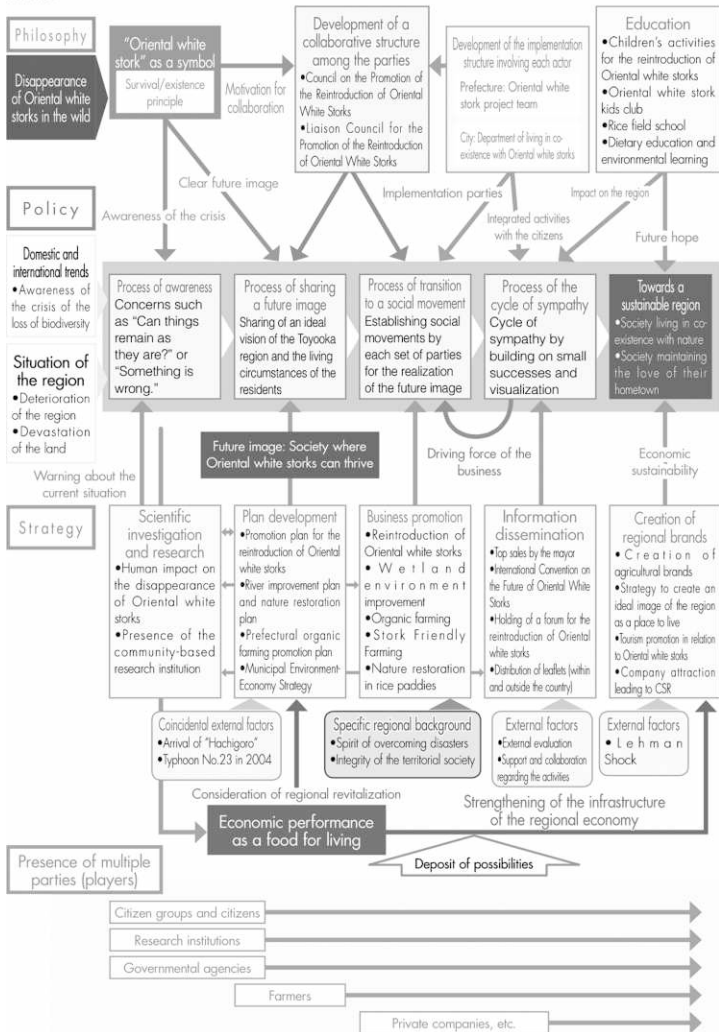 Philosophy
Disappearance
of Oriental white
storks in the wild
"Oriental white
stork" as a symbol
Survival/existence
principle
Motivation for
collaboration
Development of a
collaborative structure
among the parties
•Council on the Promotion of
the Reintroduction of Oriental
White Storks
•Liaison Council for the
Promotion of the Reintroduction
of Oriental White Storks
Development of the implementation
structure involving each actor
Prefecture: Oriental white
stork project team
City: Department of living in co-
existence with Oriental white storks
Education
•Children's activities
for the reintroduction of
Oriental white storks
•Oriental white stork
kids club
•Rice field school
•Dietary education and
environmental learning
Clear future image
Awareness of the crisis
Implementation parties
Integrated activities
with the citizens
Impact on the region
Future hope
Policy
Domestic and
international trends
•Awareness of
the crisis of the
loss of biodiversity
Situation of
the region
•Deterioration
of the region
•Devastation
of the land
Process of awareness
Concerns such
as "Can things
remain as
they are?" or
"Something is
wrong."
Process of sharing
a future image
Sharing of an ideal
vision of the Toyooka
region and the living
circumstances of the
residents
Process of transition
to a social movement
Establishing social
movements by
each set of parties
for the realization
of the future image
Process of the
cycle of sympathy
Cycle of
sympathy by
building on small
successes and
visualization
Towards a
sustainable region
•Society living in co-
existence with nature
•Society maintaining
the love of their
hometown
Warning about the
current situation
Future image: Society where
Oriental white storks can thrive
Driving force of the
business
Economic
sustainability
Strategy
Scientific
investigation
and research
•Human impact on
the disappearance
of Oriental white
storks
•Presence of the
community-based
research institution
Plan development
•Promotion plan for the
reintroduction of Oriental
white storks
•River improvement plan
and nature restoration
plan
•Prefectural organic
farming promotion plan
•Municipal Environment-
Economy Strategy
Business promotion
•Reintroduction of
Oriental white storks
•Wetland
environment
improvement
•Organic farming
•Stork Friendly
Farming
•Nature restoration
in rice paddies
Information
dissemination
•Top sales by the mayor
•International Convention on
the Future of Oriental White
Storks
•Holding of a forum for the
reintroduction of Oriental
white storks
•Distribution of leaflets (within
and outside the country)
Creation of
regional brands
•Creation of
agricultural brands
•Strategy to create an
ideal image of the region
as a place to live
•Tourism promotion in relation
to Oriental white storks
•Company attraction
leading to CSR
Coincidental external factors
•Arrival of "Hachigoro"
•Typhoon No.23 in 2004
Specific regional background
•Spirit of overcoming disasters
•Integrity of the territorial society
External factors
•External evaluation
•Support and collaboration
regarding the activities
External factors
•Lehman
Shock
Consideration of regional revitalization
Economic performance
as a food for living
Strengthening of the infrastructure
of the regional economy
Deposit of possibilities
Presence of multiple
parties (players)
Citizen groups and citizens
Research institutions
Governmental agencies
Farmers
Private companies, etc.